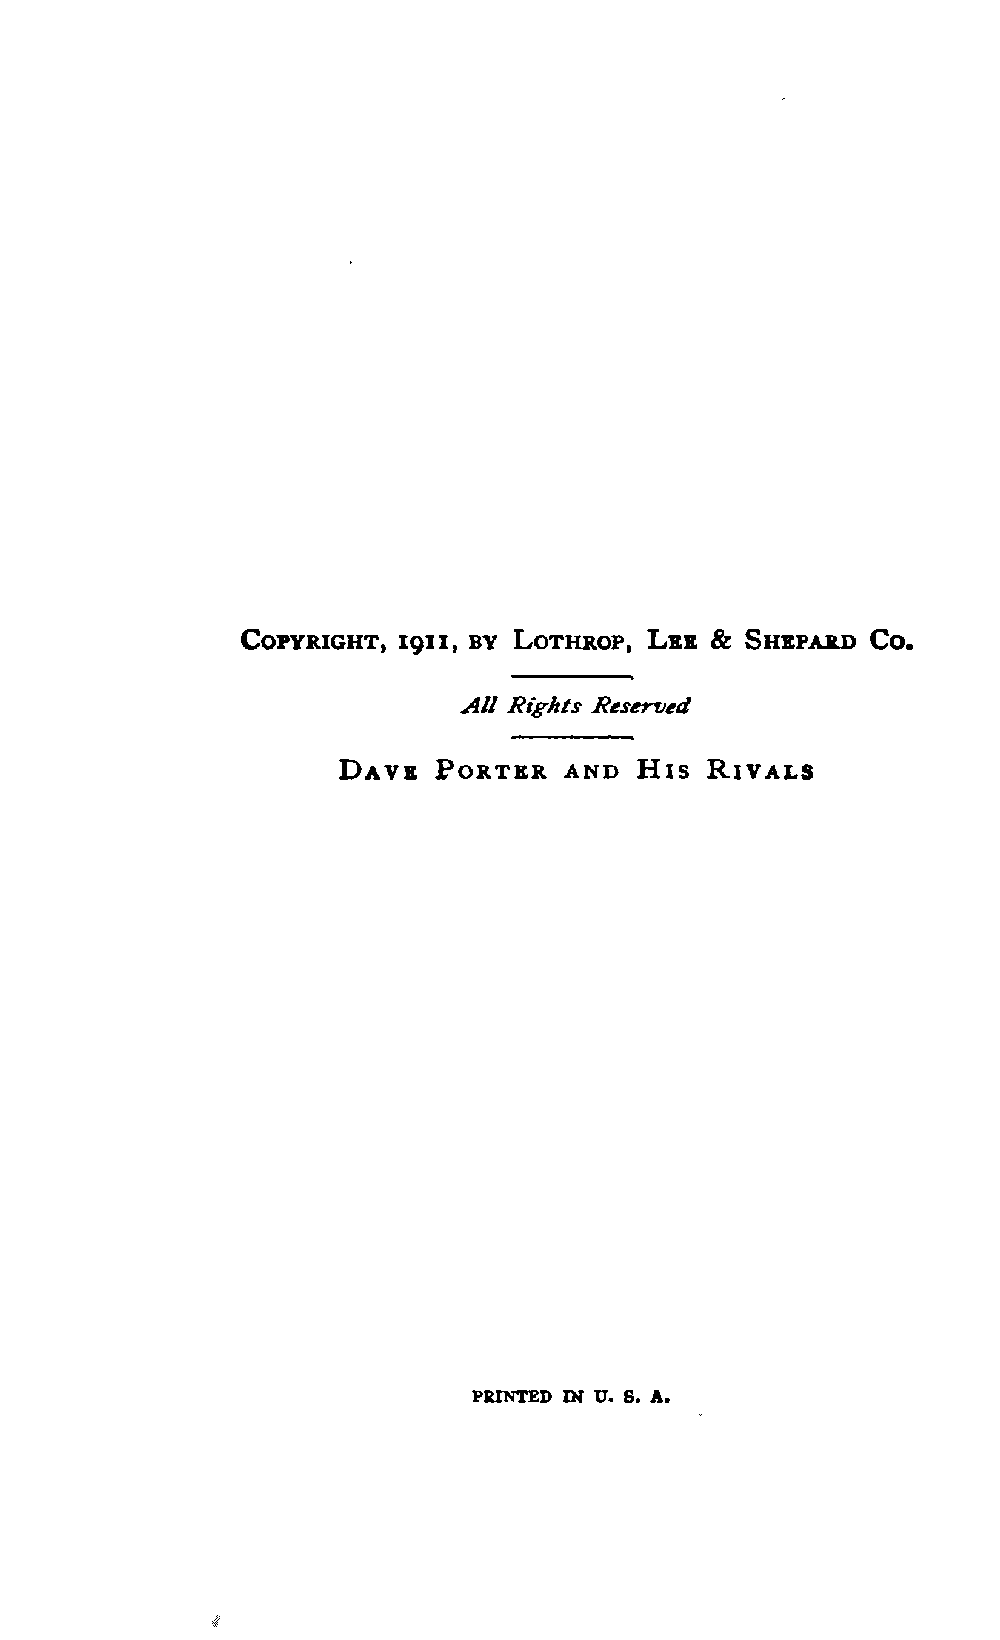 Copyright, 1911, by Lothrop, Lee & Shepard Co.
All Rights Reserved
Dave Porter and His Rivals
PRINTED IN U. S. A.